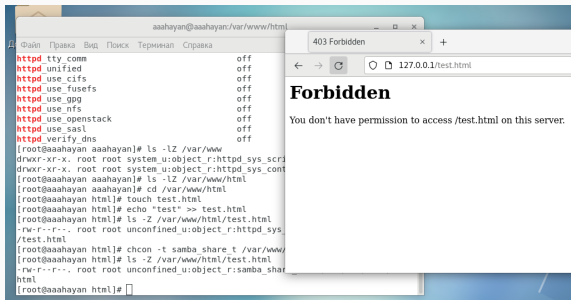 aaahayan@aaahayan:/var/www/html
Файл Правка Вид Поиск Терминал Справка
httpd_tty_comm off
httpd_unified off
httpd_use_cifs off
httpd_use_fusefs off
httpd_use_gpg off
httpd_use_nfs off
httpd_use_openstack off
httpd_use_sasl off
httpd_verify_dns off
[root@aaahayan aaahayan]# ls -lZ /var/www
drwxr-xr-x. root root system_u:object_r:httpd_sys_scri
drwxr-xr-x. root root system_u:object_r:httpd_sys_cont
[root@aaahayan aaahayan]# ls -lZ /var/www/html
[root@aaahayan aaahayan]# cd /var/www/html
[root@aaahayan html]# touch test.html
[root@aaahayan html]# echo "test" >> test.html
[root@aaahayan html]# ls -Z /var/www/html/test.html
-rw-r--r--. root root unconfined_u:object_r:httpd_sys_
/test.html
[root@aaahayan html]# chcon -t samba_share_t /var/www/
[root@aaahayan html]# ls -Z /var/www/html/test.html
-rw-r--r--. root root unconfined_u:object_r:samba_shar
html
[root@aaahayan html]#
403 Forbidden
127.0.0.1/test.html
Forbidden
You don't have permission to access /test.html on this server.